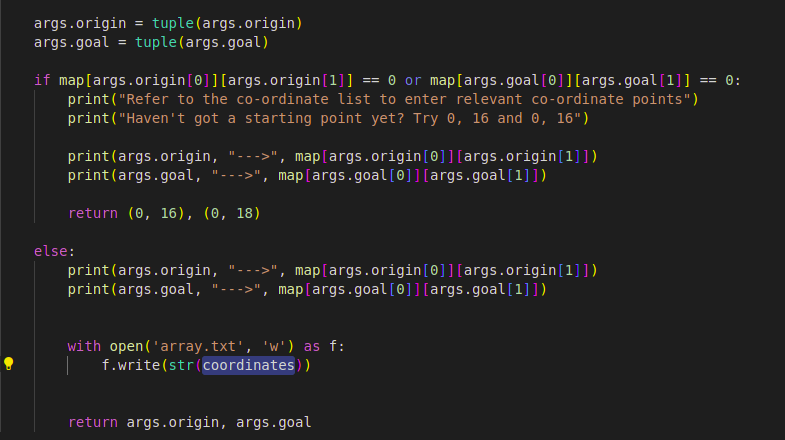 args.origin = tuple(args.origin)
args.goal = tuple(args.goal)
if map[args.origin[0]][args.origin[1]] == 0 or map[args.goal[0]][args.goal[1]] == 0:
print("Refer to the co-ordinate list to enter relevant co-ordinate points")
print("Haven't got a starting point yet? Try 0, 16 and 0, 16")
print(args.origin, "--->", map[args.origin[0]][args.origin[1]])
print(args.goal, "--->", map[args.goal[0]][args.goal[1]])
return (0, 16), (0, 18)
else:
print(args.origin, "--->", map[args.origin[0]][args.origin[1]])
print(args.goal, "--->", map[args.goal[0]][args.goal[1]])
with open('array.txt', 'w') as f:
f.write(str(coordinates))
return args.origin, args.goal